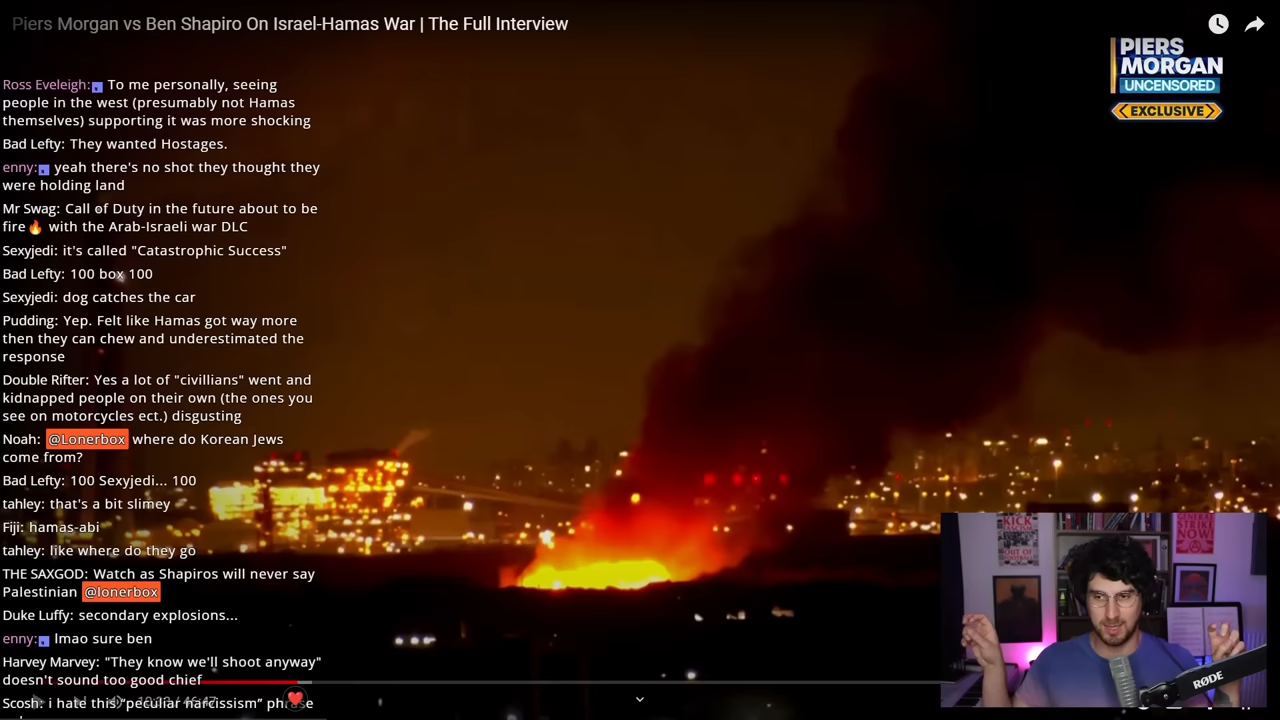 Piers Morgan vs Ben Shapiro On Israel-Hamas War | The Full Interview
PIERS
MORGAN
UNCENSORED
EXCLUSIVE
Ross Eveleigh: To me personally, seeing
people in the west (presumably not Hamas
themselves) supporting it was more shocking
Bad Lefty: They wanted Hostages.
enny: yeah there's no shot they thought they
were holding land
Mr Swag: Call of Duty in the future about to be
fire🔥 with the Arab-Israeli war DLC
Sexyjedi: it's called "Catastrophic Success"
Bad Lefty: 100 box 100
Sexyjedi: dog catches the car
Pudding: Yep. Felt like Hamas got way more
then they can chew and underestimated the
response
Double Rifter: Yes a lot of "civillians" went and
kidnapped people on their own (the ones you
see on motorcycles ect.) disgusting
Noah: @Lonerbox where do Korean Jews
come from?
Bad Lefty: 100 Sexyjedi... 100
tahley: that's a bit slimey
Fiji: hamas-abi
tahley: like where do they go
THE SAXGOD: Watch as Shapiros will never say
Palestinian @lonerbox
Duke Luffy: secondary explosions...
enny: lmao sure ben
Harvey Marvey: "They know we'll shoot anyway"
doesn't sound too good chief
Scosh: i hate this "peculiar narcissism" phrase
KICK
FASCISM
OUT OF
FOOTBALL
GENERAL
STRIKE
NOW
RØDE